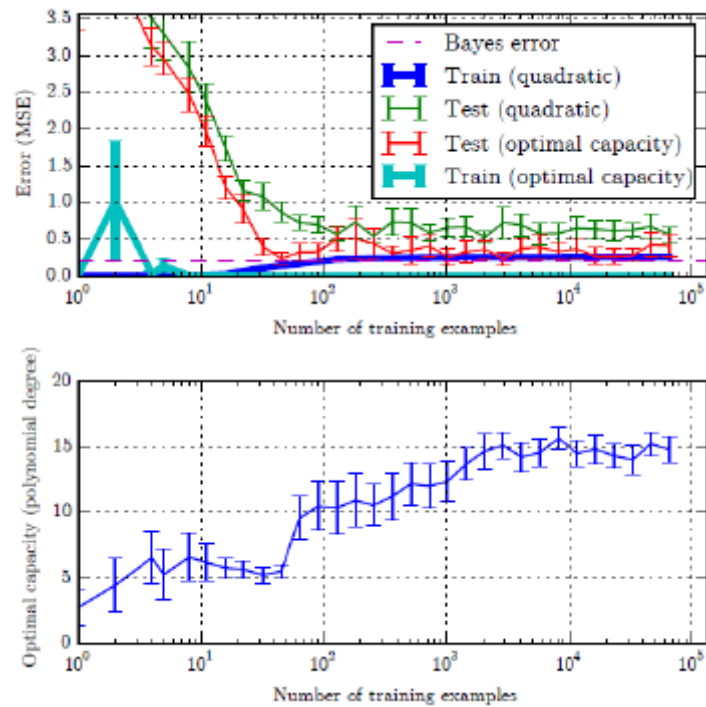 3.5
3.0
2.5
2.0
1.5
1.0
0.5
0.0
Error (MSE)
Bayes error
Train (quadratic)
Test (quadratic)
Test (optimal capacity)
Train (optimal capacity)
10⁰ 10¹ 10² 10³ 10⁴ 10⁵
Number of training examples
20
15
10
5
0
Optimal capacity (polynomial degree)
10⁰ 10¹ 10² 10³ 10⁴ 10⁵
Number of training examples